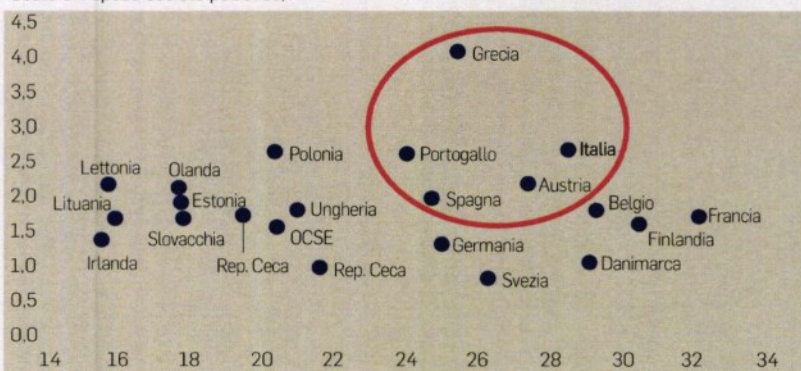 4,5
4,0
3,5
3,0
2,5
2,0
1,5
1,0
0,5
0,0
Grecia
Polonia
Portogallo
Italia
Lettonia
Olanda
Austria
Lituania
Estonia
Spagna
Ungheria
Belgio
Francia
Slovacchia
OCSE
Germania
Finlandia
Irlanda
Rep. Ceca
Rep. Ceca
Svezia
Danimarca
14 16 18 20 22 24 26 28 30 32 34